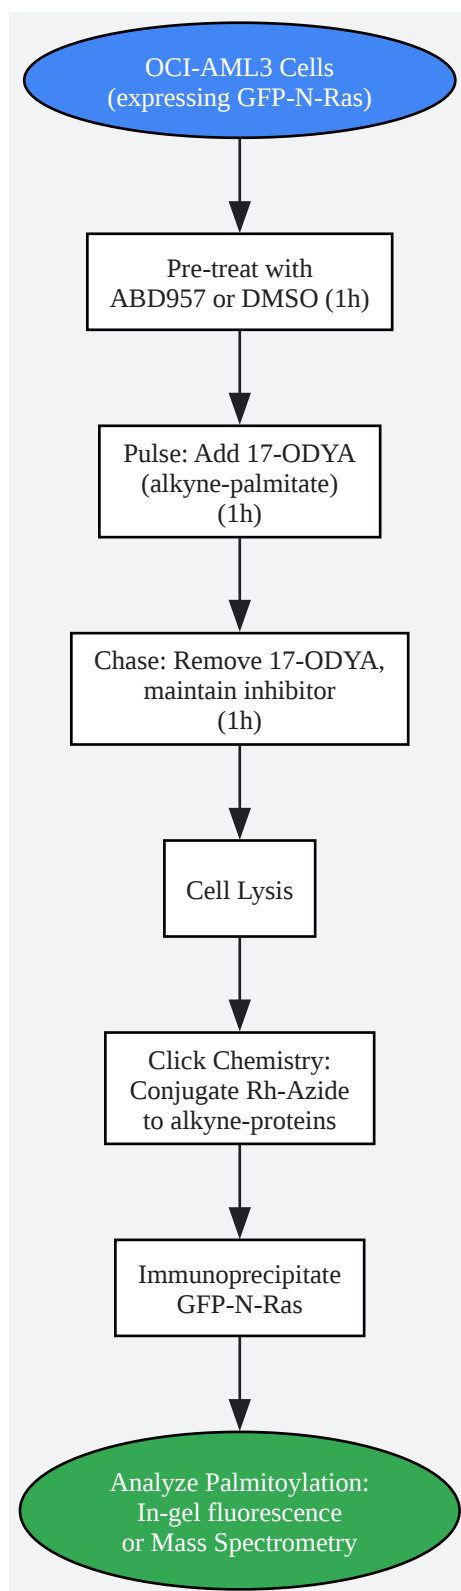 OCI-AML3 Cells
(expressing GFP-N-Ras)
Pre-treat with
ABD957 or DMSO (1h)
Pulse: Add 17-ODYA
(alkyne-palmitate)
(1h)
Chase: Remove 17-ODYA,
maintain inhibitor
(1h)
Cell Lysis
Click Chemistry:
Conjugate Rh-Azide
to alkyne-proteins
Immunoprecipitate
GFP-N-Ras
Analyze Palmitoylation:
In-gel fluorescence
or Mass Spectrometry